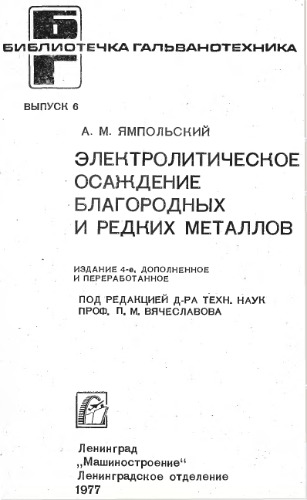 БИБЛИОТЕЧКА ГАЛЬВАНОТЕХНИКА
ВЫПУСК 6
А. М. ЯМПОЛЬСКИЙ
ЭЛЕКТРОЛИТИЧЕСКОЕ
ОСАЖДЕНИЕ
БЛАГОРОДНЫХ
И РЕДКИХ МЕТАЛЛОВ
ИЗДАНИЕ 4-е, ДОПОЛНЕННОЕ
И ПЕРЕРАБОТАННОЕ
ПОД РЕДАКЦИЕЙ Д-РА ТЕХН. НАУК
ПРОФ. П. М. ВЯЧЕСЛАВОВА
Ленинград
„Машиностроение"
Ленинградское отделение
1977